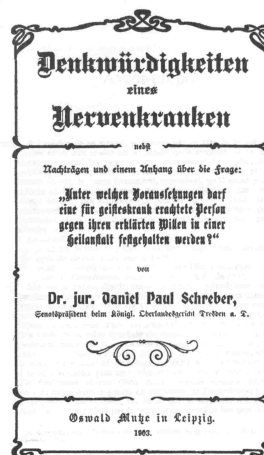 Denkwürdigkeiten
eines
Nervenkranken
nebst
Nachträgen und einem Anhang über die Frage:
„Unter welchen Voraussetzungen darf
eine für geisteskrank erachtete Person
gegen ihren erklärten Willen in einer
Heilanstalt festgehalten werden?“
von
Dr. jur. Daniel Paul Schreber,
Senatspräsident beim Königl. Oberlandesgericht Dresden a. D.
Oswald Mutze in Leipzig.
1903.